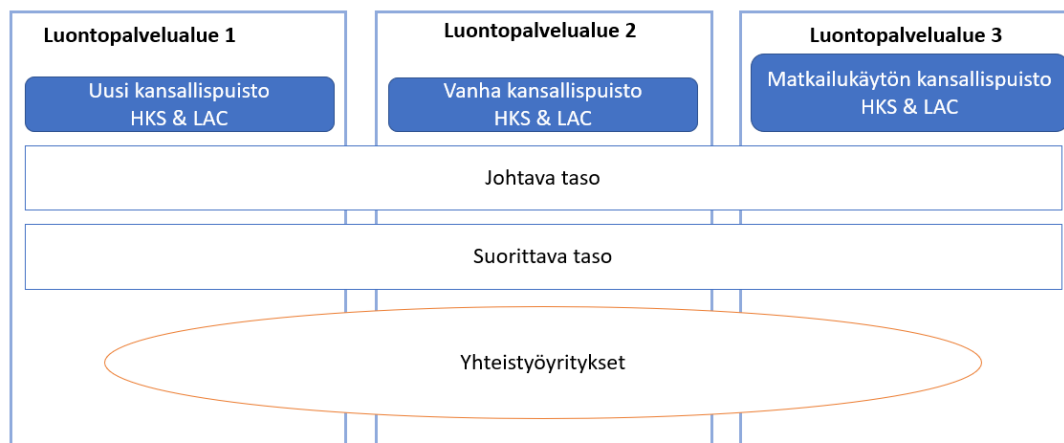 Luontopalvelualue 1
Luontopalvelualue 2
Luontopalvelualue 3
Uusi kansallispuisto
HKS & LAC
Vanha kansallispuisto
HKS & LAC
Matkailukäytön kansallispuisto
HKS & LAC
Johtava taso
Suorittava taso
Yhteistyöyritykset